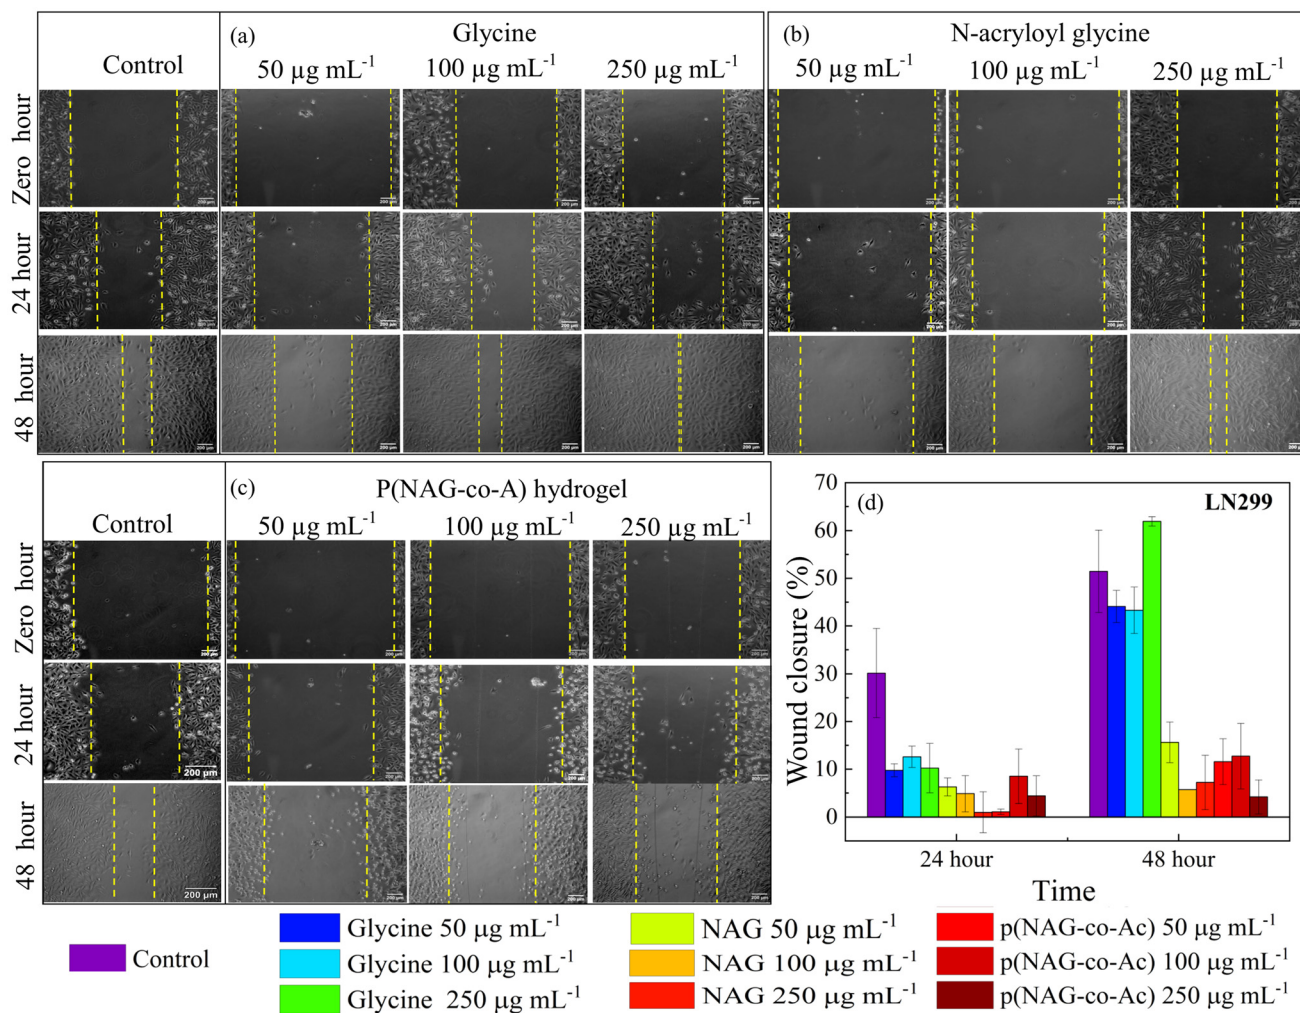 (a) Glycine
(b) N-acryloyl glycine
Control
50 µg mL⁻¹ 100 µg mL⁻¹ 250 µg mL⁻¹
50 µg mL⁻¹ 100 µg mL⁻¹ 250 µg mL⁻¹
Zero hour
24 hour
48 hour
(c) P(NAG-co-A) hydrogel
Control
50 µg mL⁻¹ 100 µg mL⁻¹ 250 µg mL⁻¹
Zero hour
24 hour
48 hour
200 µm
200 µm
(d)
LN299
Wound closure (%)
70
60
50
40
30
20
10
0
24 hour 48 hour
Time
Control
Glycine 50 µg mL⁻¹
Glycine 100 µg mL⁻¹
Glycine 250 µg mL⁻¹
NAG 50 µg mL⁻¹
NAG 100 µg mL⁻¹
NAG 250 µg mL⁻¹
p(NAG-co-Ac) 50 µg mL⁻¹
p(NAG-co-Ac) 100 µg mL⁻¹
p(NAG-co-Ac) 250 µg mL⁻¹